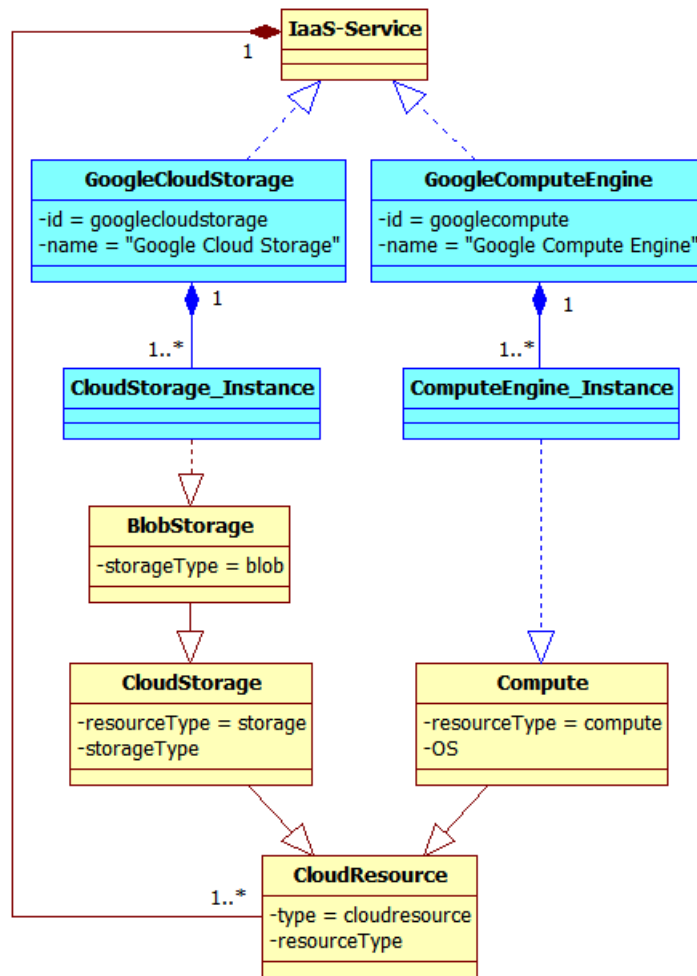 IaaS-Service
1
GoogleCloudStorage
-id = googlecloudstorage
-name = "Google Cloud Storage"
GoogleComputeEngine
-id = googlecompute
-name = "Google Compute Engine"
1
1
1..*
1..*
CloudStorage_Instance
ComputeEngine_Instance
BlobStorage
-storageType = blob
CloudStorage
-resourceType = storage
-storageType
Compute
-resourceType = compute
-OS
CloudResource
-type = cloudresource
-resourceType
1..*